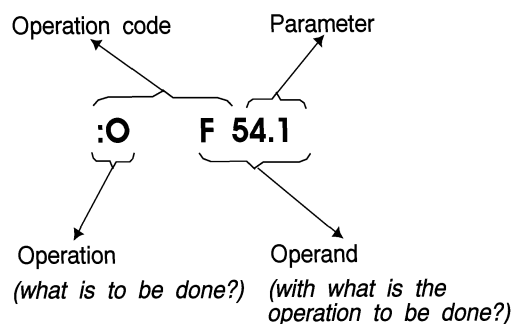 Operation code Parameter
:O F 54.1
Operation Operand
(what is to be done?) (with what is the
operation to be done?)